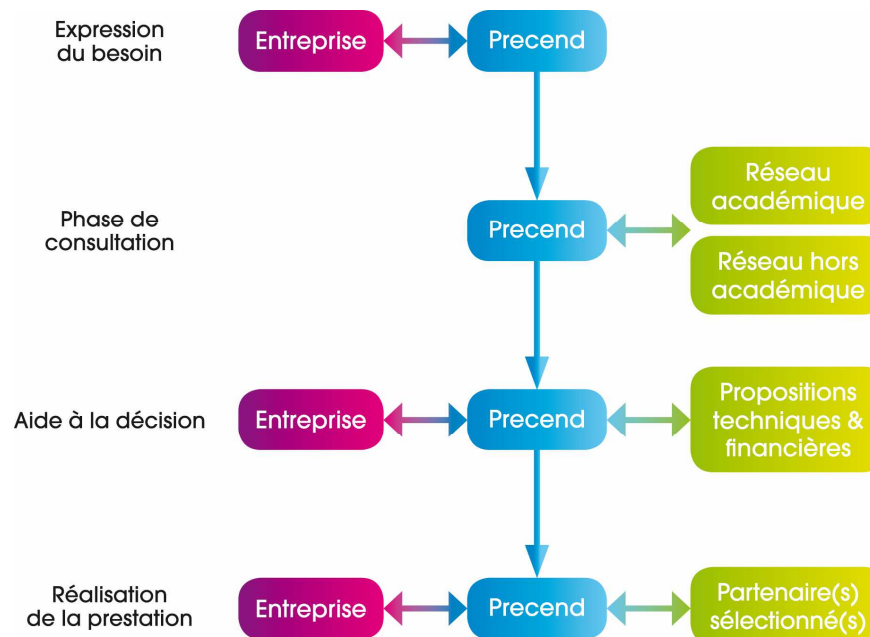 Expression
du besoin
Entreprise
Precend
Phase de
consultation
Precend
Réseau
académique
Réseau hors
académique
Aide à la décision
Entreprise
Precend
Propositions
techniques &
financières
Réalisation
de la prestation
Entreprise
Precend
Partenaire(s)
sélectionné(s)